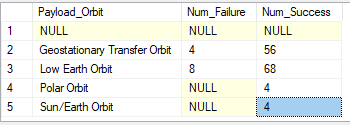 Payload_Orbit Num_Failure Num_Success
1 NULL NULL NULL
2 Geostationary Transfer Orbit 4 56
3 Low Earth Orbit 8 68
4 Polar Orbit NULL 4
5 Sun/Earth Orbit NULL 4